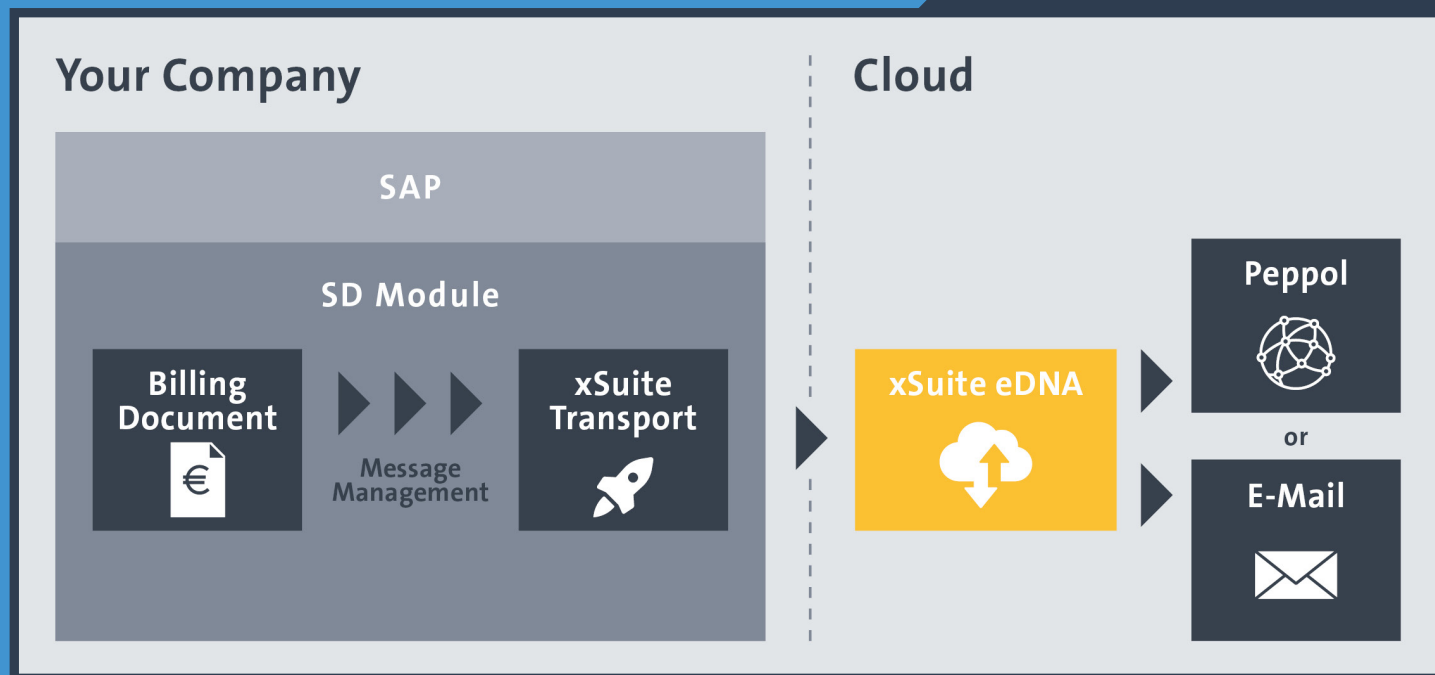 Your Company
Cloud
SAP
SD Module
Billing
Document
€
Message
Management
xSuite
Transport
xSuite eDNA
Peppol
or
E-Mail